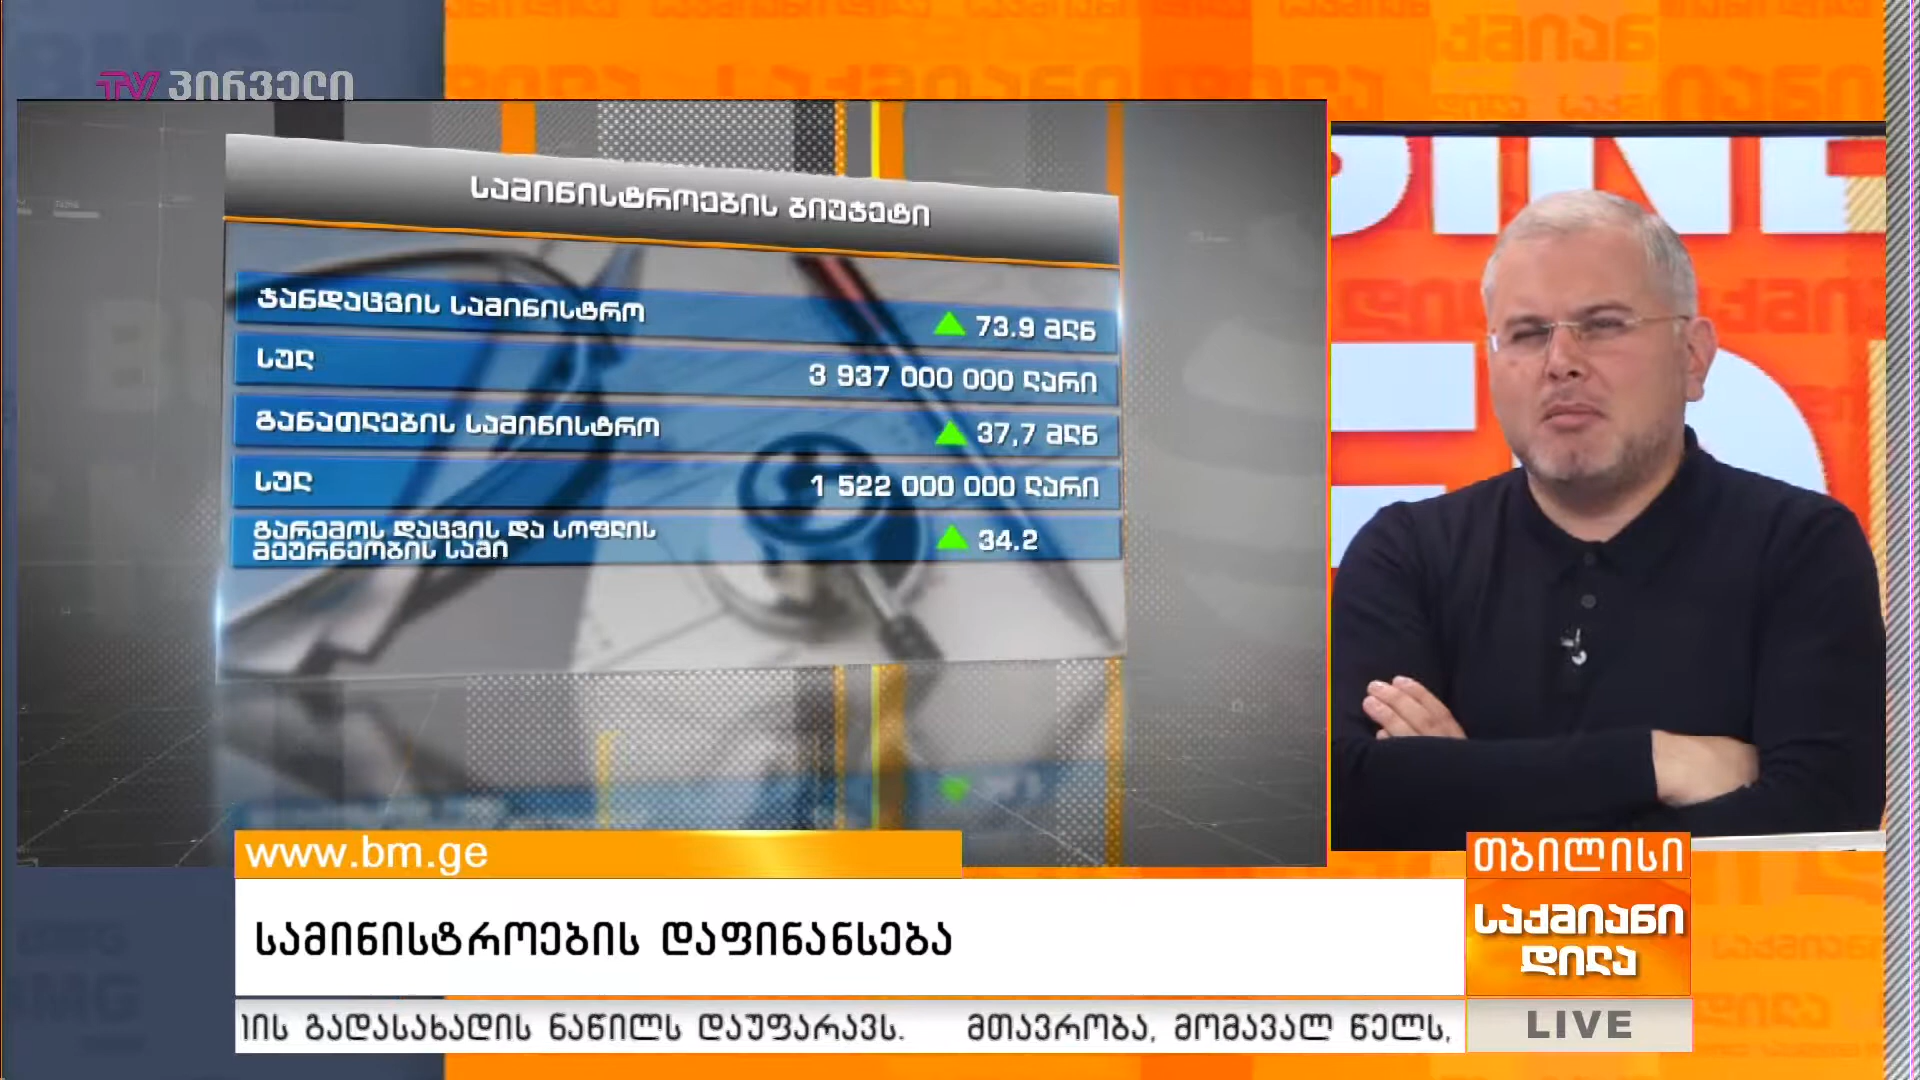 TV პირველი
სამინისტროების ბიუჯეტი
ჯანდაცვის სამინისტრო
73.9 მლნ
სულ
3 937 000 000 ლარი
განათლების სამინისტრო
37,7 მლნ
სულ
1 522 000 000 ლარი
გარემოს დაცვის და სოფლის
მეურნეობის სამი
34.2
www.bm.ge
თბილისი
სამინისტროების დაფინანსება
საქმიანი
დილა
ის გადასახადის ნაწილს დაუფარავს. მთავრობა, მომავალ წელს,
LIVE